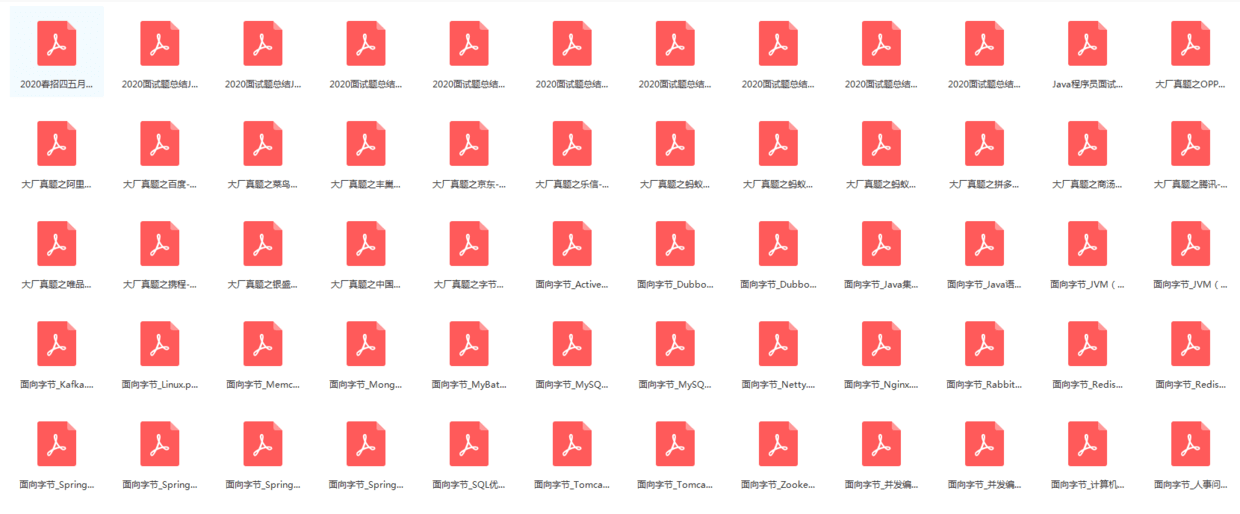 2020春招四五月...
2020面试题总结J...
2020面试题总结J...
2020面试题总结...
2020面试题总结...
2020面试题总结...
2020面试题总结...
2020面试题总结...
2020面试题总结...
2020面试题总结...
Java程序员面试...
大厂真题之OPP...
大厂真题之阿里...
大厂真题之百度-...
大厂真题之菜鸟...
大厂真题之丰巢...
大厂真题之京东-...
大厂真题之乐信-...
大厂真题之蚂蚁...
大厂真题之蚂蚁...
大厂真题之蚂蚁...
大厂真题之拼多...
大厂真题之商汤...
大厂真题之腾讯-...
大厂真题之唯品...
大厂真题之携程-...
大厂真题之银盛...
大厂真题之中国...
大厂真题之字节...
面向字节_Active...
面向字节_Dubbo...
面向字节_Dubbo...
面向字节_Java集...
面向字节_Java语...
面向字节_JVM（...
面向字节_JVM（...
面向字节_Kafka....
面向字节_Linux.p...
面向字节_Memc...
面向字节_Mong...
面向字节_MyBat...
面向字节_MySQ...
面向字节_MySQ...
面向字节_Netty....
面向字节_Nginx....
面向字节_Rabbit...
面向字节_Redis...
面向字节_Redis...
面向字节_Spring...
面向字节_Spring...
面向字节_Spring...
面向字节_Spring...
面向字节_SQL优...
面向字节_Tomca...
面向字节_Tomca...
面向字节_Zooke...
面向字节_并发编...
面向字节_并发编...
面向字节_计算机...
面向字节_人事问...